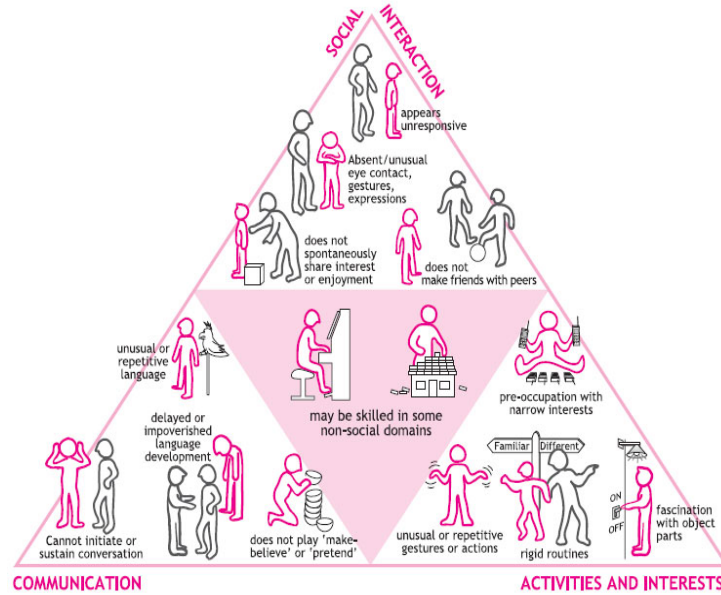 SOCIAL
INTERACTION
appears
unresponsive
Absent/unusual
eye contact,
gestures,
expressions
does not
spontaneously
share interest
or enjoyment
does not
make friends with peers
unusual or
repetitive
language
may be skilled in some
non-social domains
pre-occupation with
narrow interests
delayed or
impoverished
language
development
Cannot initiate or
sustain conversation
does not play 'make-
believe' or 'pretend'
unusual or repetitive
gestures or actions
Familiar
Different
rigid routines
ON
OFF
fascination
with object
parts
COMMUNICATION
ACTIVITIES AND INTERESTS